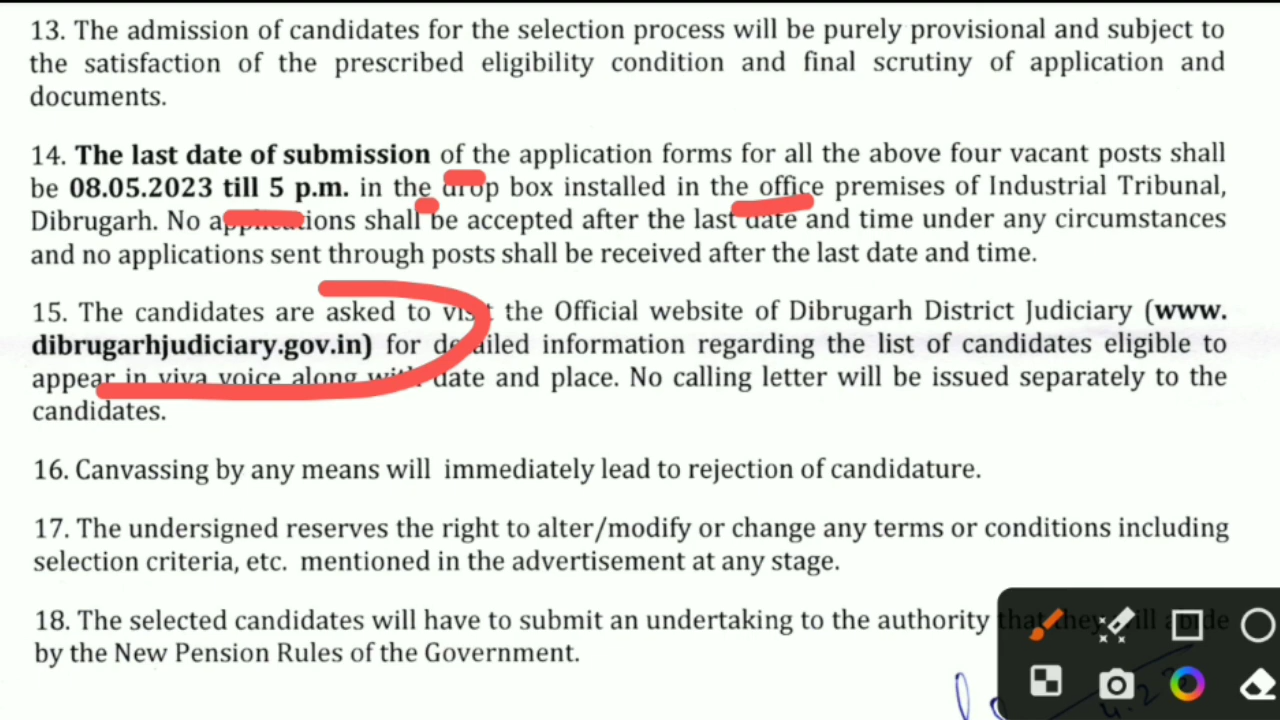 13. The admission of candidates for the selection process will be purely provisional and subject to
the satisfaction of the prescribed eligibility condition and final scrutiny of application and
documents.
14. The last date of submission of the application forms for all the above four vacant posts shall
be 08.05.2023 till 5 p.m. in the drop box installed in the office premises of Industrial Tribunal,
Dibrugarh. No applications shall be accepted after the last date and time under any circumstances
and no applications sent through posts shall be received after the last date and time.
15. The candidates are asked to visit the Official website of Dibrugarh District Judiciary (www.
dibrugarhjudiciary.gov.in) for detailed information regarding the list of candidates eligible to
appear in viva voice along with date and place. No calling letter will be issued separately to the
candidates.
16. Canvassing by any means will immediately lead to rejection of candidature.
17. The undersigned reserves the right to alter/modify or change any terms or conditions including
selection criteria, etc. mentioned in the advertisement at any stage.
18. The selected candidates will have to submit an undertaking to the authority that they will abide
by the New Pension Rules of the Government.